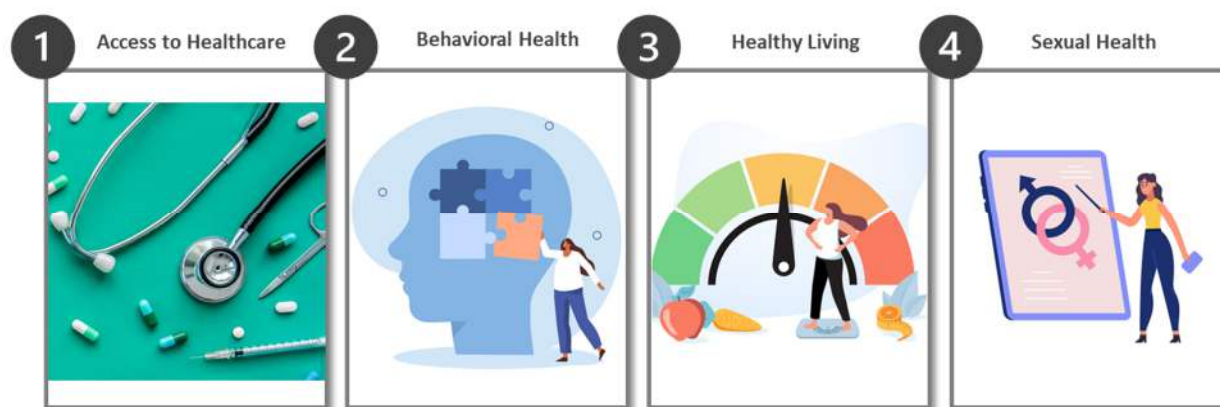 1 Access to Healthcare
2 Behavioral Health
3 Healthy Living
4 Sexual Health